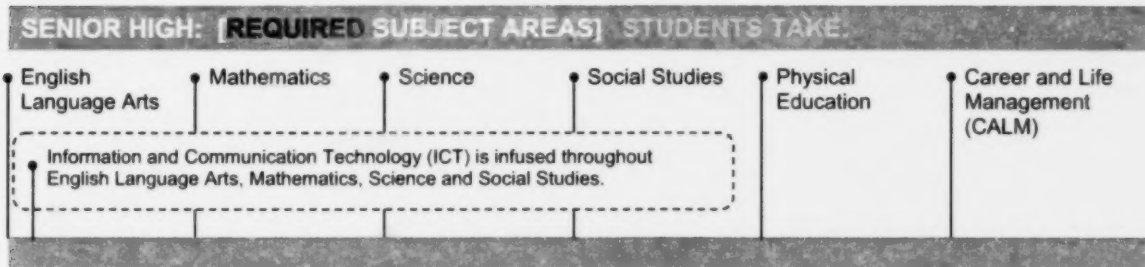 SENIOR HIGH: [REQUIRED SUBJECT AREAS] STUDENTS TAKE:
English
Language Arts
Mathematics
Science
Social Studies
Physical
Education
Career and Life
Management
(CALM)
Information and Communication Technology (ICT) is infused throughout
English Language Arts, Mathematics, Science and Social Studies.